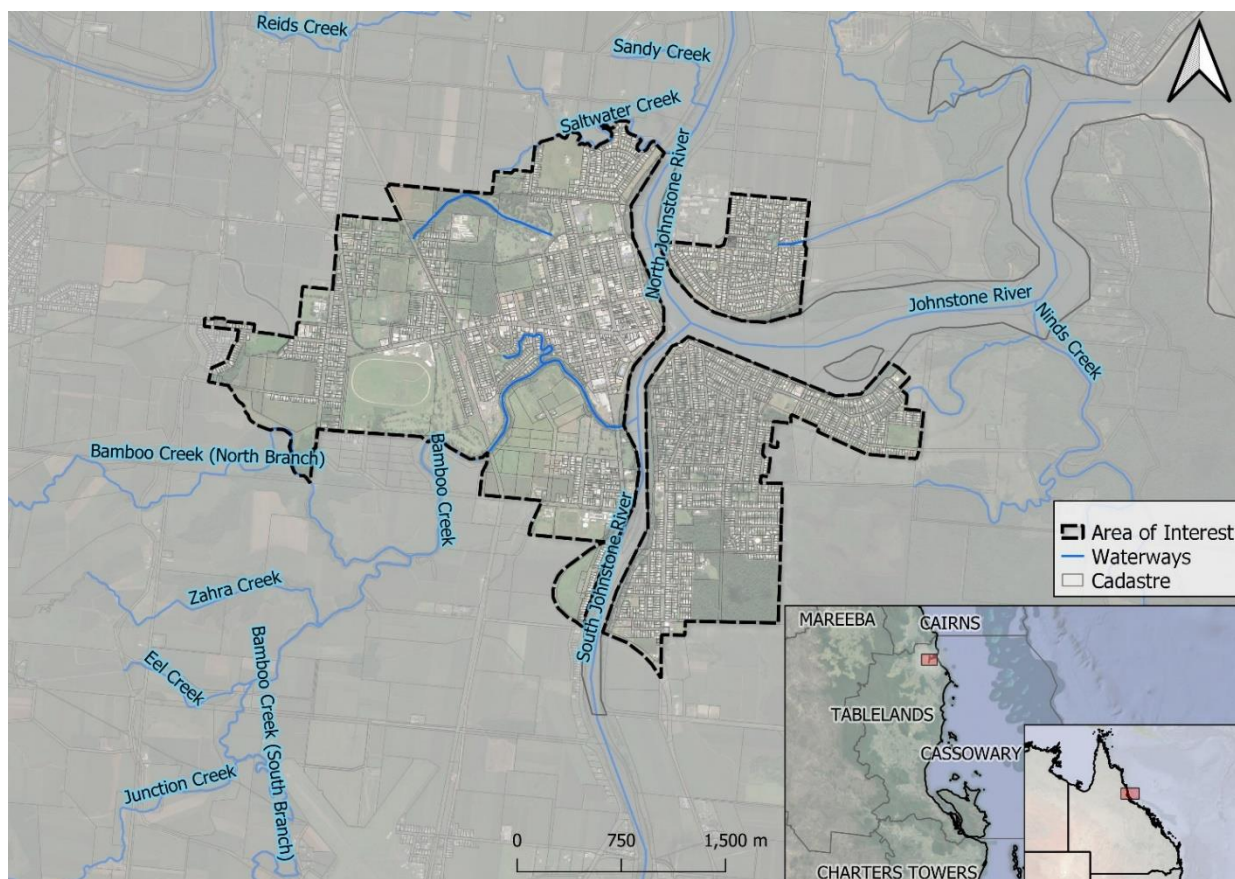 Reids Creek
Sandy Creek
Saltwater Creek
North Johnstone River
Johnstone River
Ninds Creek
Bamboo Creek (North Branch)
Bamboo Creek
South Johnstone River
Zahra Creek
Eel Creek
Bamboo Creek (South Branch)
Junction Creek
Area of Interest
Waterways
Cadastre
MAREEBA
CAIRNS
TABLELANDS
CASSOWARY
CHARTERS TOWERS
0 750 1,500 m